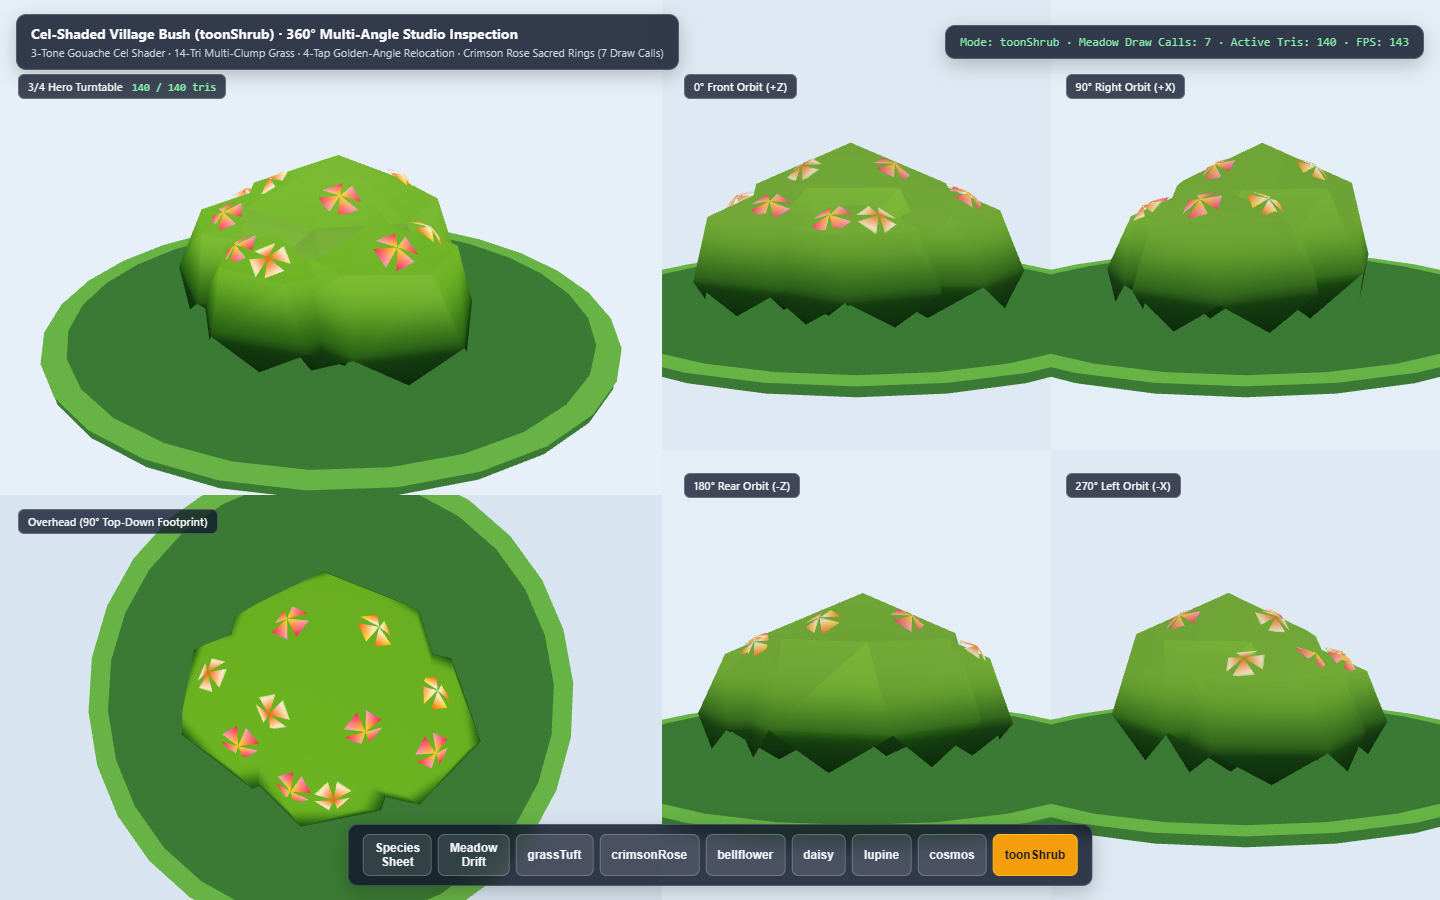 Cel-Shaded Village Bush (toonShrub) · 360° Multi-Angle Studio Inspection
3-Tone Gouache Cel Shader · 14-Tri Multi-Clump Grass · 4-Tap Golden-Angle Relocation · Crimson Rose Sacred Rings (7 Draw Calls)
Mode: toonShrub · Meadow Draw Calls: 7 · Active Tris: 140 · FPS: 143
3/4 Hero Turntable 140 / 140 tris
0° Front Orbit (+Z)
90° Right Orbit (+X)
180° Rear Orbit (-Z)
270° Left Orbit (-X)
Overhead (90° Top-Down Footprint)
Species
Sheet
Meadow
Drift
grassTuft
crimsonRose
bellflower
daisy
lupine
cosmos
toonShrub